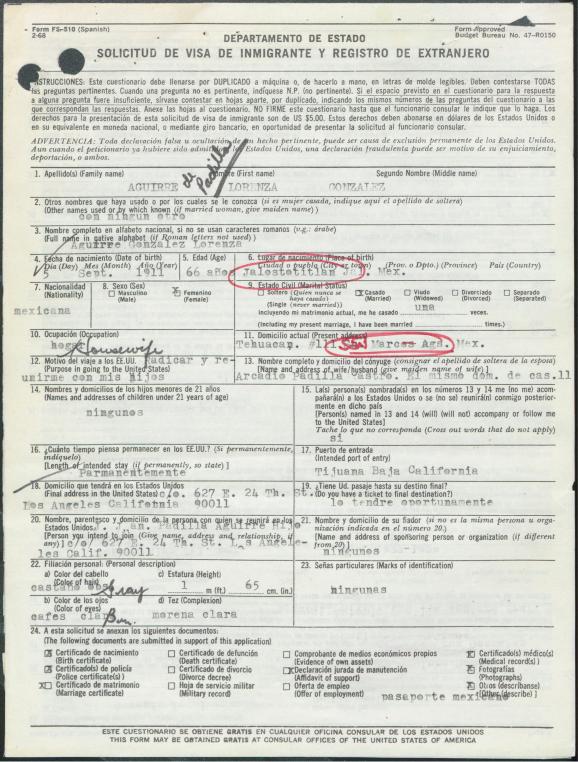 Form FS-510 (Spanish)
2-68
Form Approved
Budget Bureau No. 47-R0150
DEPARTAMENTO DE ESTADO
SOLICITUD DE VISA DE INMIGRANTE Y REGISTRO DE EXTRANJERO
INSTRUCCIONES: Este cuestionario debe llenarse por DUPLICADO a máquina o, de hacerlo a mano, en letras de molde legibles. Deben contestarse TODAS
las preguntas pertinentes. Cuando una pregunta no es pertinente, indíquese N.P. (no pertinente). Si el espacio previsto en el cuestionario para la respuesta
a alguna pregunta fuere insuficiente, sírvase contestar en hojas aparte, por duplicado, indicando los mismos números de las preguntas del cuestionario a las
que correspondan las respuestas. Anexe las hojas al cuestionario. NO FIRME este cuestionario hasta que el funcionario consular le indique que lo haga. Los
derechos para la presentación de esta solicitud de visa de inmigrante son de US $5.00. Estos derechos deben abonarse en dólares de los Estados Unidos o
en su equivalente en moneda nacional, o mediante giro bancario, en oportunidad de presentar la solicitud al funcionario consular.
ADVERTENCIA: Toda declaración falsa u ocultación de un hecho pertinente, puede ser causa de exclusión permanente de los Estados Unidos.
Aun cuando el peticionario ya hubiere sido admitido en los Estados Unidos, una declaración fraudulenta puede ser motivo de su enjuiciamiento,
deportación, o ambos.
1. Apellido(s) (Family name) Nombre (First name) Segundo Nombre (Middle name)
AGUIRRE de Padilla LORENZA GONZALEZ
2. Otros nombres que haya usado o por los cuales se le conozca (si es mujer casada, indique aquí el apellido de soltera)
(Other names used or by which known (if married woman, give maiden name))
con ningun otro
3. Nombre completo en alfabeto nacional, si no se usan caracteres romanos (v.g.: árabe)
(Full name in native alphabet (if Roman letters not used))
Aguirre Gonzalez Lorenza
4. Fecha de nacimiento (Date of birth)
Día (Day) Mes (Month) Año (Year)
5 Sept. 1911
5. Edad (Age)
66 años
6. Lugar de nacimiento (Place of birth)
Ciudad o pueblo (City or town) (Prov. o Dpto.) (Province) País (Country)
Jalostotitlan Jal. Mex.
7. Nacionalidad
(Nationality)
mexicana
8. Sexo (Sex)
Masculino
(Male)
X Femenino
(Female)
9. Estado Civil (Marital Status)
Soltero (Quien nunca se
haya casado)
(Single (never married))
X Casado
(Married)
Viudo
(Widowed)
Divorciado
(Divorced)
Separado
(Separated)
Incluyendo mi matrimonio actual, me he casado una veces.
(Including my present marriage, I have been married times.)
10. Ocupación (Occupation)
hogar Housewife
11. Domicilio actual (Present address)
Tehuacan, #11 San Marcos Ags. Mex.
12. Motivo del viaje a los EE.UU.
(Purpose in going to the United States)
Radicar y re-
unirme con mis hijos
13. Nombre completo y domicilio del cónyuge (consignar el apellido de soltera de la esposa)
[Name and address of wife/husband (give maiden name of wife)]
Arcadio Padilla Yastro. El mismo dom. de cas.11
14. Nombres y domicilios de los hijos menores de 21 años
(Names and addresses of children under 21 years of age)
ningunos
15. La(s) persona(s) nombrada(s) en los números 13 y 14 me (no me) acom-
pañará(n) a los Estados Unidos o se (no se) reunirá(n) conmigo posterior-
mente en dicho país
[Person(s) named in 13 and 14 (will) (will not) accompany or follow me
to the United States]
Tache lo que no corresponda (Cross out words that do not apply)
si
16. ¿Cuánto tiempo piensa permanecer en los EE.UU.? (Si permanentemente,
indíquelo)
[Length of intended stay (if permanently, so state)]
Parmanentemente
17. Puerto de entrada
(Intended port of entry)
Tijuana Baja California
18. Domicilio que tendrá en los Estados Unidos
(Final address in the United States) c/o. 627 E. 24 Th. St.
Los Angeles Califotnia 90011
19. ¿Tiene Ud. pasaje hasta su destino final?
(Do you have a ticket to final destination?)
lo tendre oportunamente
20. Nombre, parentesco y domicilio de la persona con quien se reunirá en los
Estados Unidos. Jan. Padilla Aguirre Hijo
[Person you intend to join (Give name, address and relationship, if
any)] c/o/ 627 E. 24 Th. St. Los Angele-
les Calif. 90011
21. Nombre y domicilio de su fiador (si no es la misma persona u orga-
nización indicada en el número 20.)
[Name and address of sponsoring person or organization (if different
from 20)]
ningunos
22. Filiación personal: (Personal description)
a) Color del cabello
(Color of hair)
castaño obs Gray
c) Estatura (Height)
1 m (ft.) 65 cm. (in.)
b) Color de los ojos
(Color of eyes)
cafes clar Brn.
d) Tez (Complexion)
morena clara
23. Señas particulares (Marks of identification)
ningunas
24. A esta solicitud se anexan los siguientes documentos:
(The following documents are submitted in support of this application)
X Certificado de nacimiento
(Birth certificate)
X Certificado(s) de policía
(Police certificate(s))
X Certificado de matrimonio
(Marriage certificate)
Certificado de defunción
(Death certificate)
Certificado de divorcio
(Divorce decree)
Hoja de servicio militar
(Military record)
Comprobante de medios económicos propios
(Evidence of own assets)
X Declaración jurada de manutención
(Affidavit of support)
Oferta de empleo
(Offer of employment)
X Certificado(s) médico(s)
(Medical record(s))
X Fotografías
(Photographs)
X Otros (descríbanse)
[Other (describe)]
pasaporte mexicano
ESTE CUESTIONARIO SE OBTIENE GRATIS EN CUALQUIER OFICINA CONSULAR DE LOS ESTADOS UNIDOS
THIS FORM MAY BE OBTAINED GRATIS AT CONSULAR OFFICES OF THE UNITED STATES OF AMERICA